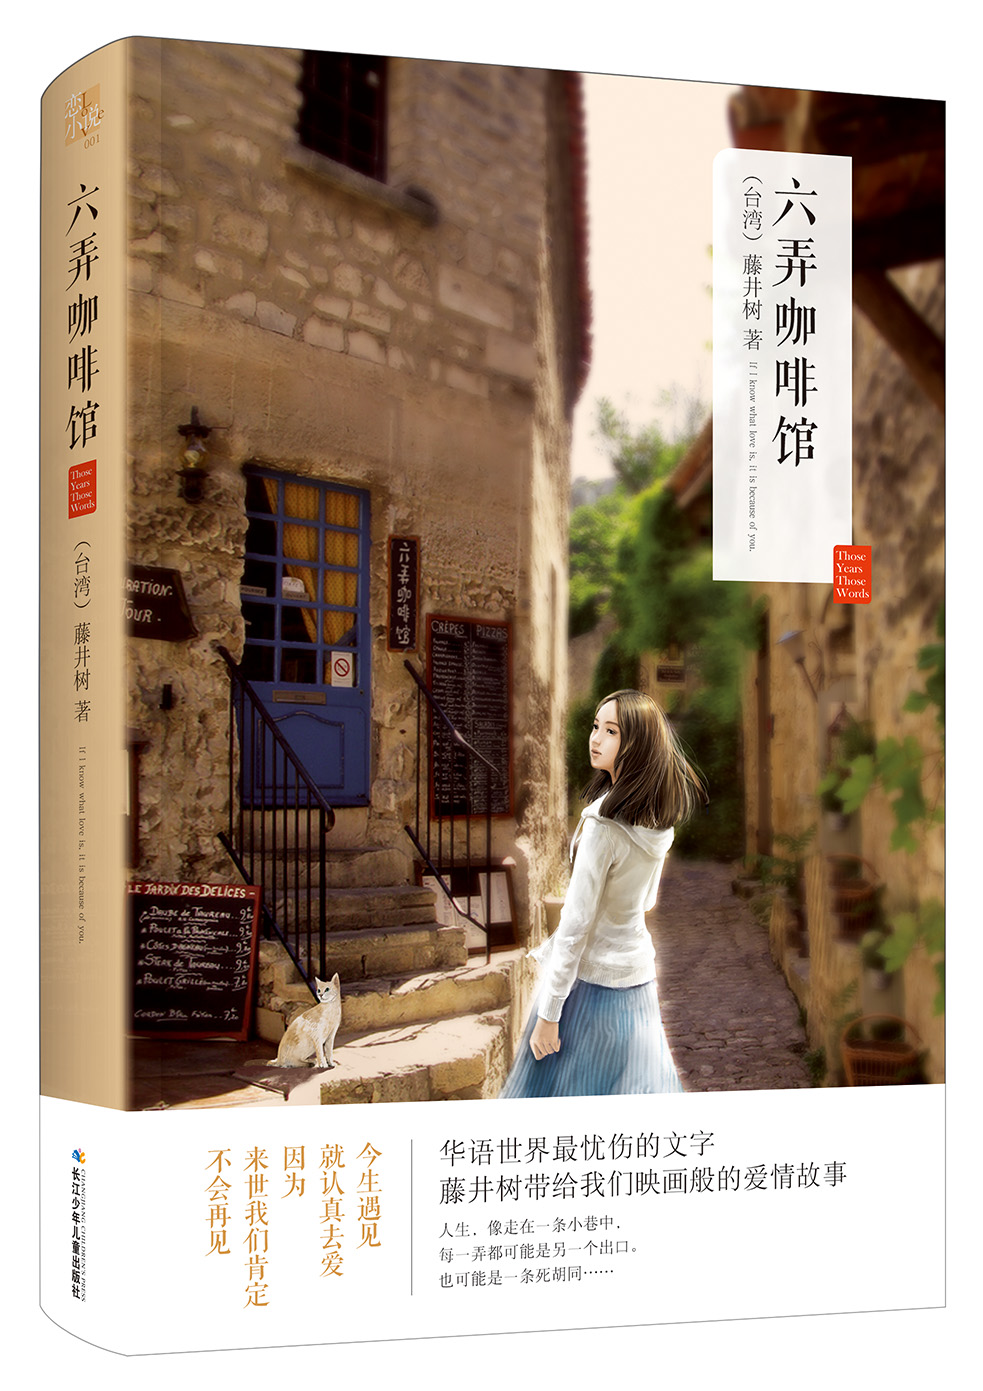 恋小说
Love
001
六弄咖啡馆
Those
Years
Those
Words
（台湾）藤井树 著
If I know what love is, it is because of you.
长江少年儿童出版社
CHANGJIANG CHILDREN'S PRESS
六弄咖啡馆
（台湾）藤井树 著
If I know what love is, it is because of you.
Those
Years
Those
Words
RATION.
TOUR.
六弄咖啡馆
CRÊPES PIZZAS
LE JARDIN DES DELICES
今生遇见
就认真去爱
因为
来世我们肯定
不会再见
华语世界最忧伤的文字
藤井树带给我们映画般的爱情故事
人生，像走在一条小巷中，
每一弄都可能是另一个出口。
也可能是一条死胡同……